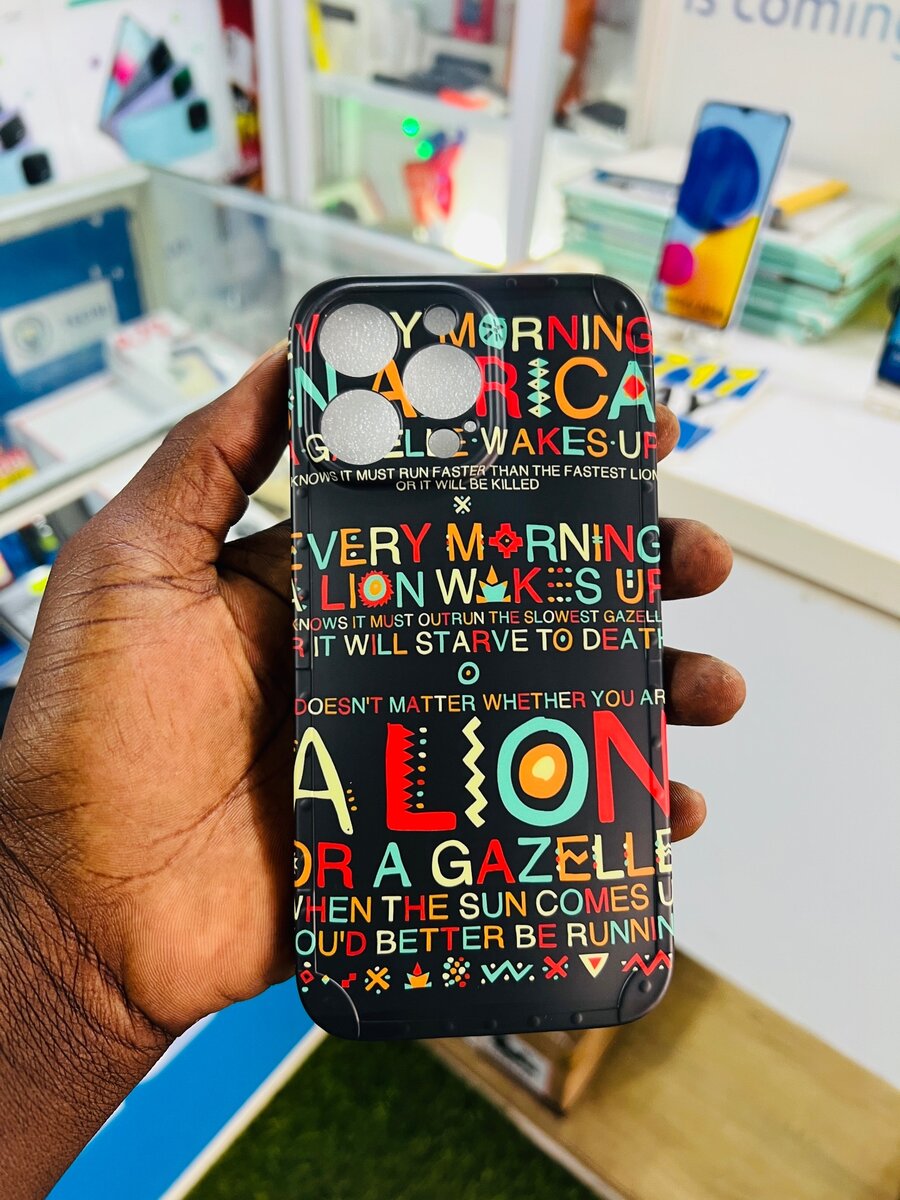 is coming
EVERY MORNING
IN AFRICA
A·GAZELLE·WAKES·UP
KNOWS IT MUST RUN FASTER THAN THE FASTEST LION
OR IT WILL BE KILLED
EVERY MORNING
A LION WAKES UP
KNOWS IT MUST OUTRUN THE SLOWEST GAZELL
R IT WILL STARVE TO DEATH
DOESN'T MATTER WHETHER YOU AR
A LION
OR A GAZELLE
WHEN THE SUN COMES U
OU'D BETTER BE RUNNIN